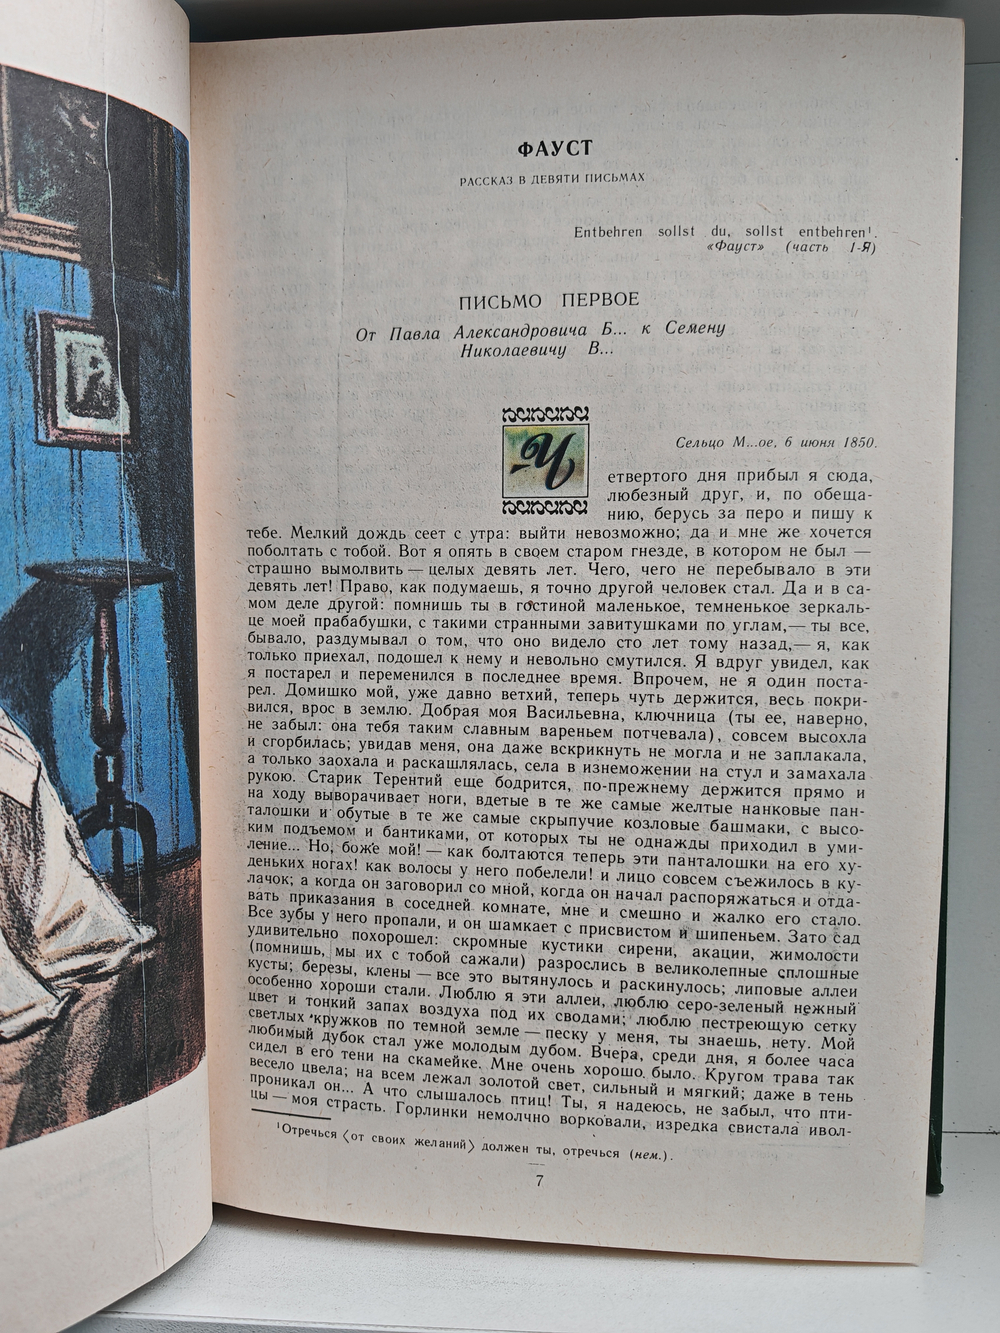 ФАУСТ
РАССКАЗ В ДЕВЯТИ ПИСЬМАХ
Entbehren sollst du, sollst entbehren¹.
«Фауст» (часть I-Я)
ПИСЬМО ПЕРВОЕ
От Павла Александровича Б... к Семену
Николаевичу В...
Сельцо М...ое, 6 июня 1850.
Четвертого дня прибыл я сюда,
любезный друг, и, по обеща-
нию, берусь за перо и пишу к
тебе. Мелкий дождь сеет с утра: выйти невозможно; да и мне же хочется
поболтать с тобой. Вот я опять в своем старом гнезде, в котором не был —
страшно вымолвить — целых девять лет. Чего, чего не перебывало в эти
девять лет! Право, как подумаешь, я точно другой человек стал. Да и в са-
мом деле другой: помнишь ты в гостиной маленькое, темненькое зеркаль-
це моей прабабушки, с такими странными завитушками по углам,— ты все,
бывало, раздумывал о том, что оно видело сто лет тому назад,— я, как
только приехал, подошел к нему и невольно смутился. Я вдруг увидел, как
я постарел и переменился в последнее время. Впрочем, не я один поста-
рел. Домишко мой, уже давно ветхий, теперь чуть держится, весь покри-
вился, врос в землю. Добрая моя Васильевна, ключница (ты ее, наверно,
не забыл: она тебя таким славным вареньем потчевала), совсем высохла
и сгорбилась; увидав меня, она даже вскрикнуть не могла и не заплакала,
а только заохала и раскашлялась, села в изнеможении на стул и замахала
рукою. Старик Терентий еще бодрится, по-прежнему держится прямо и
на ходу выворачивает ноги, вдетые в те же самые желтые нанковые пан-
талошки и обутые в те же самые скрыпучие козловые башмаки, с высо-
ким подъемом и бантиками, от которых ты не однажды приходил в уми-
ление... Но, боже мой! — как болтаются теперь эти панталошки на его ху-
деньких ногах! как волосы у него побелели! и лицо совсем съежилось в ку-
лачок; а когда он заговорил со мной, когда он начал распоряжаться и отда-
вать приказания в соседней комнате, мне и смешно и жалко его стало.
Все зубы у него пропали, и он шамкает с присвистом и шипеньем. Зато сад
удивительно похорошел: скромные кустики сирени, акации, жимолости
(помнишь, мы их с тобой сажали) разрослись в великолепные сплошные
кусты; березы, клены — все это вытянулось и раскинулось; липовые аллеи
особенно хороши стали. Люблю я эти аллеи, люблю серо-зеленый нежный
цвет и тонкий запах воздуха под их сводами; люблю пестреющую сетку
светлых кружков по темной земле — песку у меня, ты знаешь, нету. Мой
любимый дубок стал уже молодым дубом. Вчера, среди дня, я более часа
сидел в его тени на скамейке. Мне очень хорошо было. Кругом трава так
весело цвела; на всем лежал золотой свет, сильный и мягкий; даже в тень
проникал он... А что слышалось птиц! Ты, я надеюсь, не забыл, что пти-
цы — моя страсть. Горлинки немолчно ворковали, изредка свистала ивол-
¹Отречься ⟨от своих желаний⟩ должен ты, отречься (нем.).
7